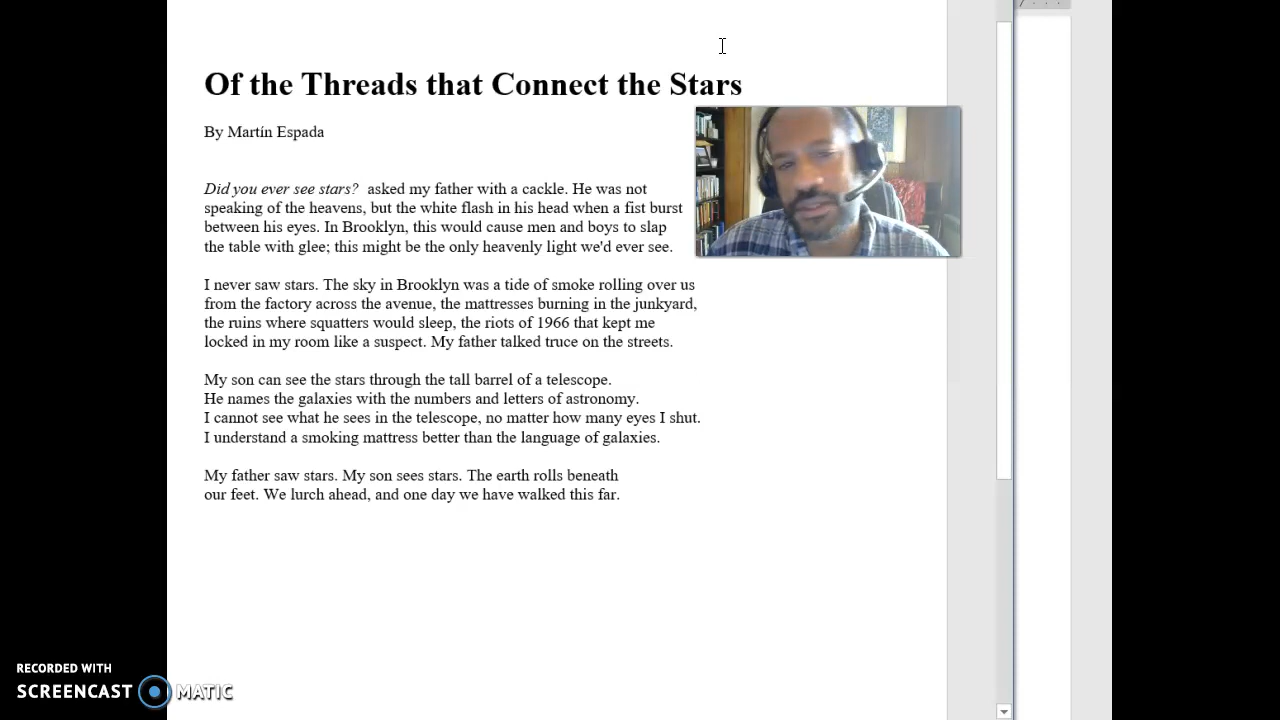 Of the Threads that Connect the Stars
By Martín Espada
Did you ever see stars? asked my father with a cackle. He was not
speaking of the heavens, but the white flash in his head when a fist burst
between his eyes. In Brooklyn, this would cause men and boys to slap
the table with glee; this might be the only heavenly light we'd ever see.
I never saw stars. The sky in Brooklyn was a tide of smoke rolling over us
from the factory across the avenue, the mattresses burning in the junkyard,
the ruins where squatters would sleep, the riots of 1966 that kept me
locked in my room like a suspect. My father talked truce on the streets.
My son can see the stars through the tall barrel of a telescope.
He names the galaxies with the numbers and letters of astronomy.
I cannot see what he sees in the telescope, no matter how many eyes I shut.
I understand a smoking mattress better than the language of galaxies.
My father saw stars. My son sees stars. The earth rolls beneath
our feet. We lurch ahead, and one day we have walked this far.
RECORDED WITH
SCREENCAST MATIC